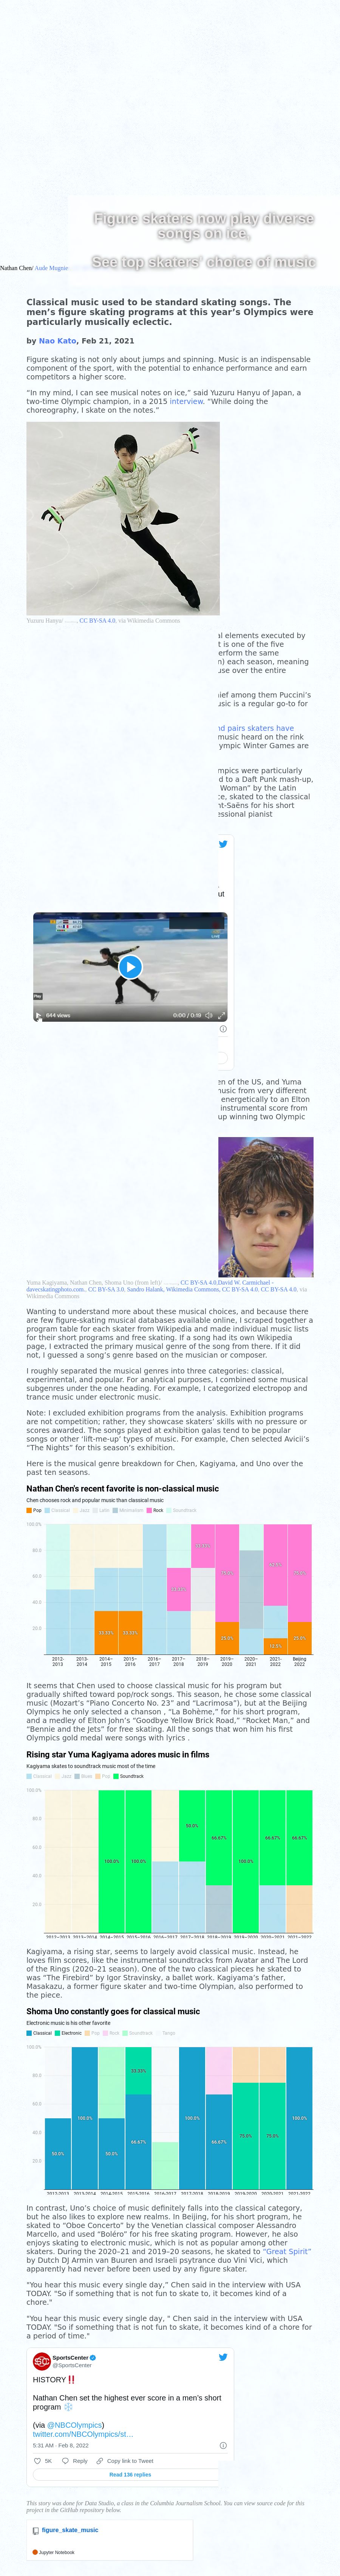 Figure skaters now play diverse
songs on ice,
See top skaters' choice of music
Nathan Chen/ Aude Mugnie
Classical music used to be standard skating songs. The
men’s figure skating programs at this year’s Olympics were
particularly musically eclectic.
by Nao Kato, Feb 21, 2021
Figure skating is not only about jumps and spinning. Music is an indispensable
component of the sport, with the potential to enhance performance and earn
competitors a higher score.
“In my mind, I can see musical notes on ice,” said Yuzuru Hanyu of Japan, a
two-time Olympic champion, in a 2015 interview. “While doing the
choreography, I skate on the notes.”
Yuzuru Hanyu/ ……., CC BY-SA 4.0, via Wikimedia Commons
al elements executed by
t is one of the five
erform the same
n) each season, meaning
use over the entire
hief among them Puccini’s
usic is a regular go-to for
nd pairs skaters have
music heard on the rink
lympic Winter Games are
mpics were particularly
d to a Daft Punk mash-up,
Woman” by the Latin
ce, skated to the classical
nt-Saëns for his short
essional pianist
ut
LIVE
Play
644 views
0:00 / 0:19
en of the US, and Yuma
music from very different
energetically to an Elton
instrumental score from
up winning two Olympic
Yuma Kagiyama, Nathan Chen, Shoma Uno (from left)/ ……., CC BY-SA 4.0,David W. Carmichael -
davecskatingphoto.com,, CC BY-SA 3.0, Sandro Halank, Wikimedia Commons, CC BY-SA 4.0, CC BY-SA 4.0, via
Wikimedia Commons
Wanting to understand more about these musical choices, and because there
are few figure-skating musical databases available online, I scraped together a
program table for each skater from Wikipedia and made individual music lists
for their short programs and free skating. If a song had its own Wikipedia
page, I extracted the primary musical genre of the song from there. If it did
not, I guessed a song’s genre based on the musician or composer.
I roughly separated the musical genres into three categories: classical,
experimental, and popular. For analytical purposes, I combined some musical
subgenres under the one heading. For example, I categorized electropop and
trance music under electronic music.
Note: I excluded exhibition programs from the analysis. Exhibition programs
are not competition; rather, they showcase skaters’ skills with no pressure or
scores awarded. The songs played at exhibition galas tend to be popular
songs or other ‘lift-me-up’ types of music. For example, Chen selected Avicii’s
“The Nights” for this season’s exhibition.
Here is the musical genre breakdown for Chen, Kagiyama, and Uno over the
past ten seasons.
Nathan Chen's recent favorite is non-classical music
Chen chooses rock and popular music than classical music
Pop Classical Jazz Latin Minimalism Rock Soundtrack
100.0%
80.0
60.0
40.0
20.0
33.33% 33.33% 25.0% 12.5% 25.0%
2012-2013 2013-2014 2014–2015 2015–2016 2016–2017 2017–2018 2018–2019 2019–2020 2020–2021 2021-2022 Beijing 2022
It seems that Chen used to choose classical music for his program but
gradually shifted toward pop/rock songs. This season, he chose some classical
music (Mozart’s “Piano Concerto No. 23” and “Lacrimosa”), but at the Beijing
Olympics he only selected a chanson , “La Bohème,” for his short program,
and a medley of Elton John’s “Goodbye Yellow Brick Road,” “Rocket Man,” and
“Bennie and the Jets” for free skating. All the songs that won him his first
Olympic gold medal were songs with lyrics .
Rising star Yuma Kagiyama adores music in films
Kagiyama skates to soundtrack music most of the time
Classical Jazz Blues Pop Soundtrack
100.0%
80.0
60.0
40.0
20.0
100.0% 100.0% 50.0% 66.67% 100.0% 66.67% 66.67%
2012–2013 2013–2014 2014–2015 2015–2016 2016–2017 2017–2018 2018–2019 2019–2020 2020–2021 2021–2022
Kagiyama, a rising star, seems to largely avoid classical music. Instead, he
loves film scores, like the instrumental soundtracks from Avatar and The Lord
of the Rings (2020–21 season). One of the two classical pieces he skated to
was “The Firebird” by Igor Stravinsky, a ballet work. Kagiyama’s father,
Masakazu, a former figure skater and two-time Olympian, also performed to
the piece.
Shoma Uno constantly goes for classical music
Electronic music is his other favorite
Classical Electronic Pop Rock Soundtrack Tango
100.0%
80.0
60.0
40.0
20.0
50.0% 100.0% 50.0% 33.33% 66.67% 100.0% 66.67% 75.0% 75.0% 100.0%
2012-2013 2013-2014 2014-2015 2015-2016 2016-2017 2017-2018 2018-2019 2019-2020 2020-2021 2021-2022
In contrast, Uno’s choice of music definitely falls into the classical category,
but he also likes to explore new realms. In Beijing, for his short program, he
skated to “Oboe Concerto” by the Venetian classical composer Alessandro
Marcello, and used “Boléro” for his free skating program. However, he also
enjoys skating to electronic music, which is not as popular among other
skaters. During the 2020–21 and 2019–20 seasons, he skated to “Great Spirit”
by Dutch DJ Armin van Buuren and Israeli psytrance duo Vini Vici, which
apparently had never before been used by any figure skater.
"You hear this music every single day,” Chen said in the interview with USA
TODAY. "So if something that is not fun to skate to, it becomes kind of a
chore."
"You hear this music every single day, “ Chen said in the interview with USA
TODAY. "So if something that is not fun to skate, it becomes kind of a chore for
a period of time."
SportsCenter
@SportsCenter
HISTORY ‼️
Nathan Chen set the highest ever score in a men's short
program ❄️
(via @NBCOlympics)
twitter.com/NBCOlympics/st…
5:31 AM · Feb 8, 2022
5K Reply Copy link to Tweet
Read 136 replies
This story was done for Data Studio, a class in the Columbia Journalism School. You can view source code for this
project in the GitHub repository below.
figure_skate_music
Jupyter Notebook